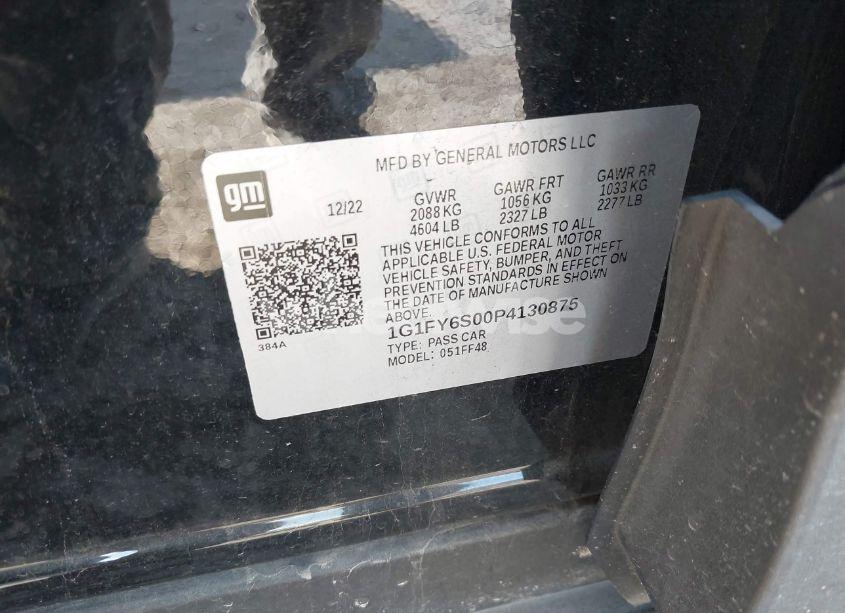 MFD BY GENERAL MOTORS LLC
gm
12/22
GVWR
2088 KG
4604 LB
GAWR FRT
1056 KG
2327 LB
GAWR RR
1033 KG
2277 LB
THIS VEHICLE CONFORMS TO ALL
APPLICABLE U.S. FEDERAL MOTOR
VEHICLE SAFETY, BUMPER, AND THEFT
PREVENTION STANDARDS IN EFFECT ON
THE DATE OF MANUFACTURE SHOWN
ABOVE.
1G1FY6S00P4130875
TYPE: PASS CAR
MODEL: 051FF48
384A